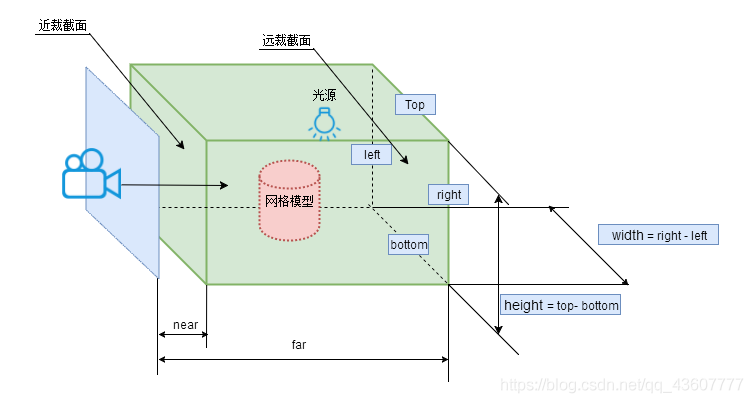 近裁截面
远裁截面
光源
Top
left
网格模型
right
bottom
width = right - left
height = top- bottom
near
far
https://blog.csdn.net/qq_43607777